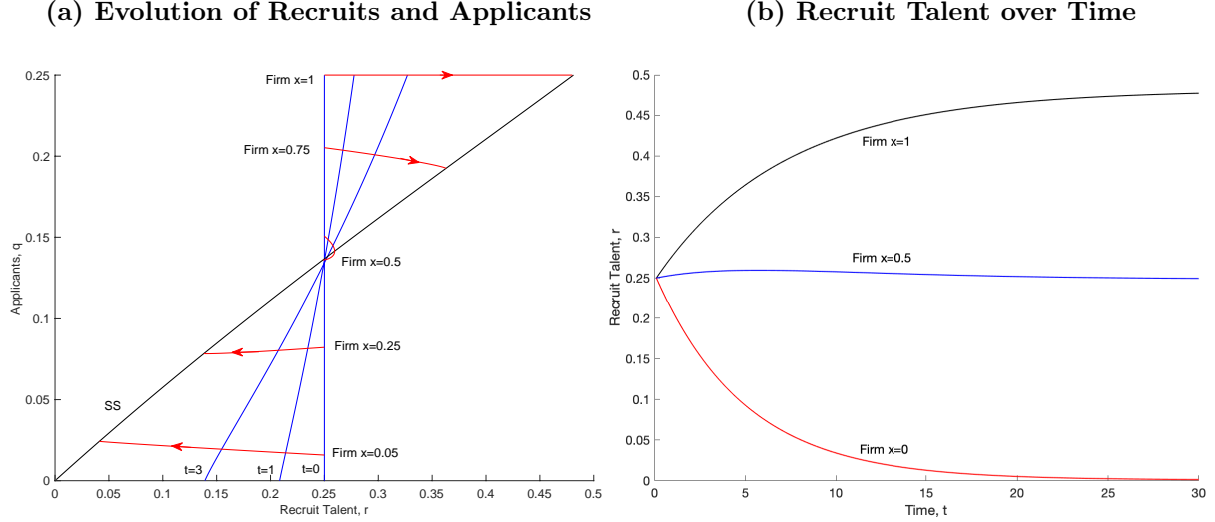 (a) Evolution of Recruits and Applicants
0.25
0.2
0.15
0.1
0.05
0
Applicants, q
Firm x=1
Firm x=0.75
Firm x=0.5
Firm x=0.25
SS
Firm x=0.05
t=3 t=1 t=0
0 0.05 0.1 0.15 0.2 0.25 0.3 0.35 0.4 0.45 0.5
Recruit Talent, r
(b) Recruit Talent over Time
0.5
0.45
0.4
0.35
0.3
0.25
0.2
0.15
0.1
0.05
0
Recruit Talent, r
Firm x=1
Firm x=0.5
Firm x=0
0 5 10 15 20 25 30
Time, t